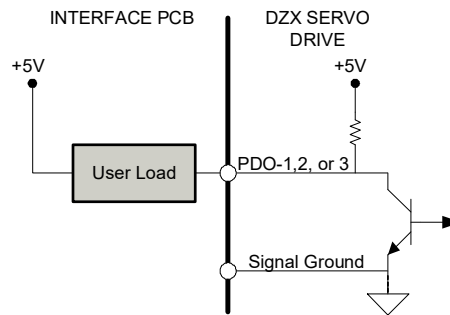 INTERFACE PCB
DZX SERVO
DRIVE
+5V
+5V
User Load
PDO-1,2, or 3
Signal Ground